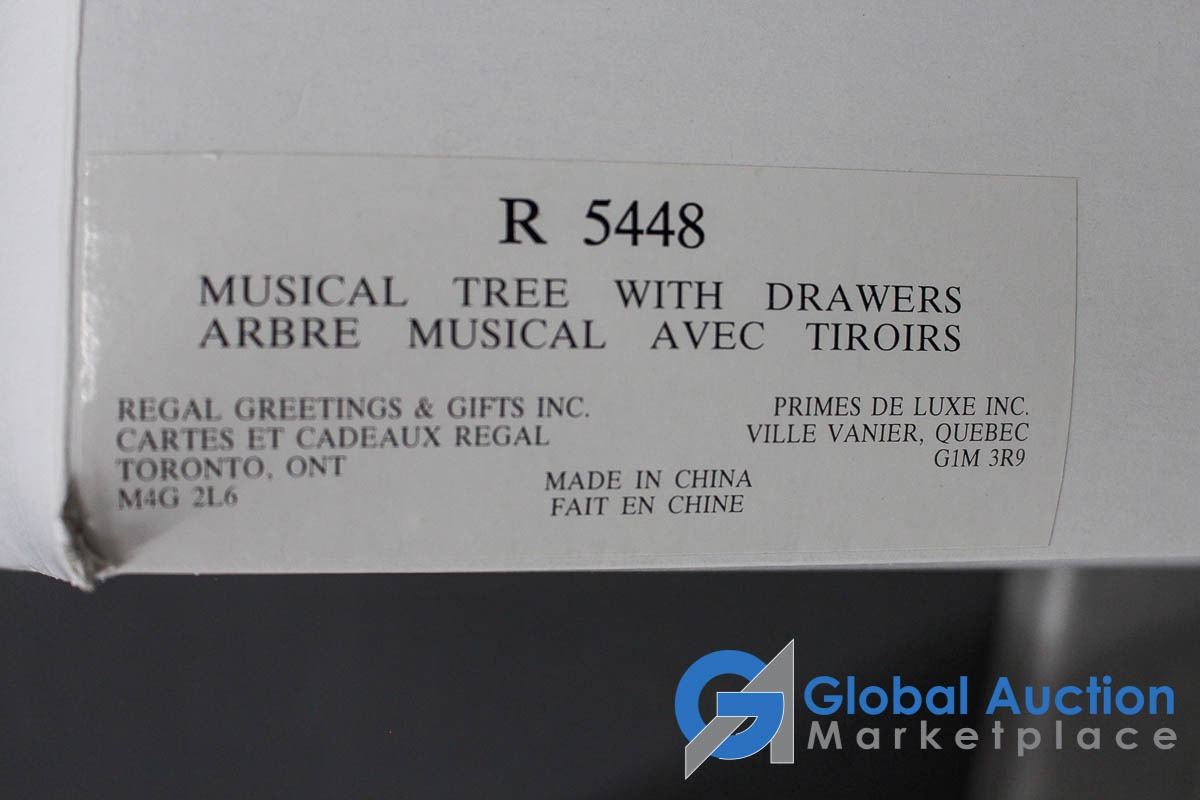 R 5448
MUSICAL TREE WITH DRAWERS
ARBRE MUSICAL AVEC TIROIRS
REGAL GREETINGS & GIFTS INC.
CARTES ET CADEAUX REGAL
TORONTO, ONT
M4G 2L6
MADE IN CHINA
FAIT EN CHINE
PRIMES DE LUXE INC.
VILLE VANIER, QUEBEC
G1M 3R9
Global Auction
Marketplace